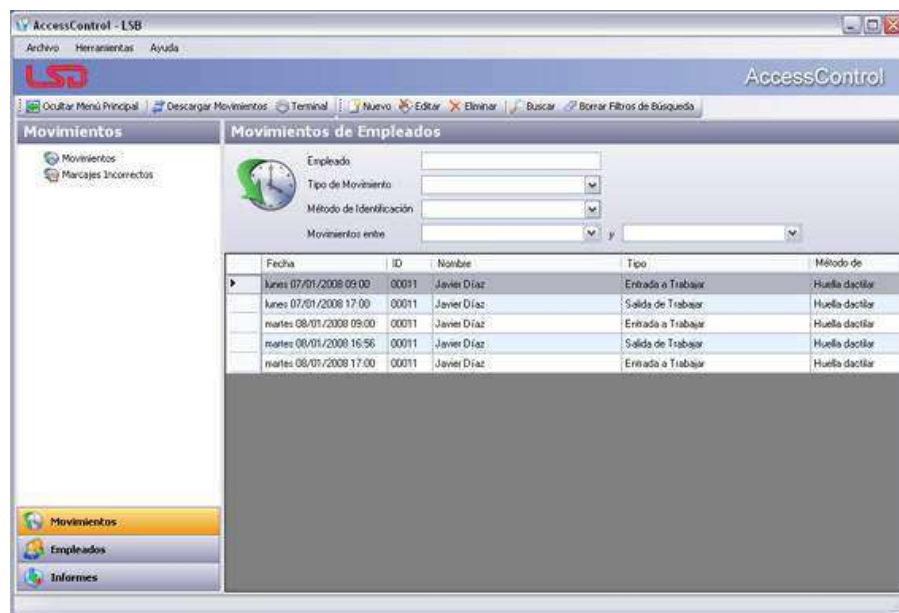 AccessControl - LSB
Archivo Herramientas Ayuda
LSB
AccessControl
Ocultar Menú Principal Descargar Movimientos Terminal Nuevo Editar Eliminar Buscar Borrar Filtros de Búsqueda
Movimientos
Movimientos de Empleados
Movimientos
Marcajes Incorrectos
Empleado
Tipo de Movimiento
Método de Identificación
Movimientos entre y
Fecha ID Nombre Tipo Método de
lunes 07/01/2008 09:00 00011 Javier Díaz Entrada a Trabajar Huella dactilar
lunes 07/01/2008 17:00 00011 Javier Díaz Salida de Trabajar Huella dactilar
martes 08/01/2008 09:00 00011 Javier Díaz Entrada a Trabajar Huella dactilar
martes 08/01/2008 16:56 00011 Javier Díaz Salida de Trabajar Huella dactilar
martes 08/01/2008 17:00 00011 Javier Díaz Entrada a Trabajar Huella dactilar
Movimientos
Empleados
Informes